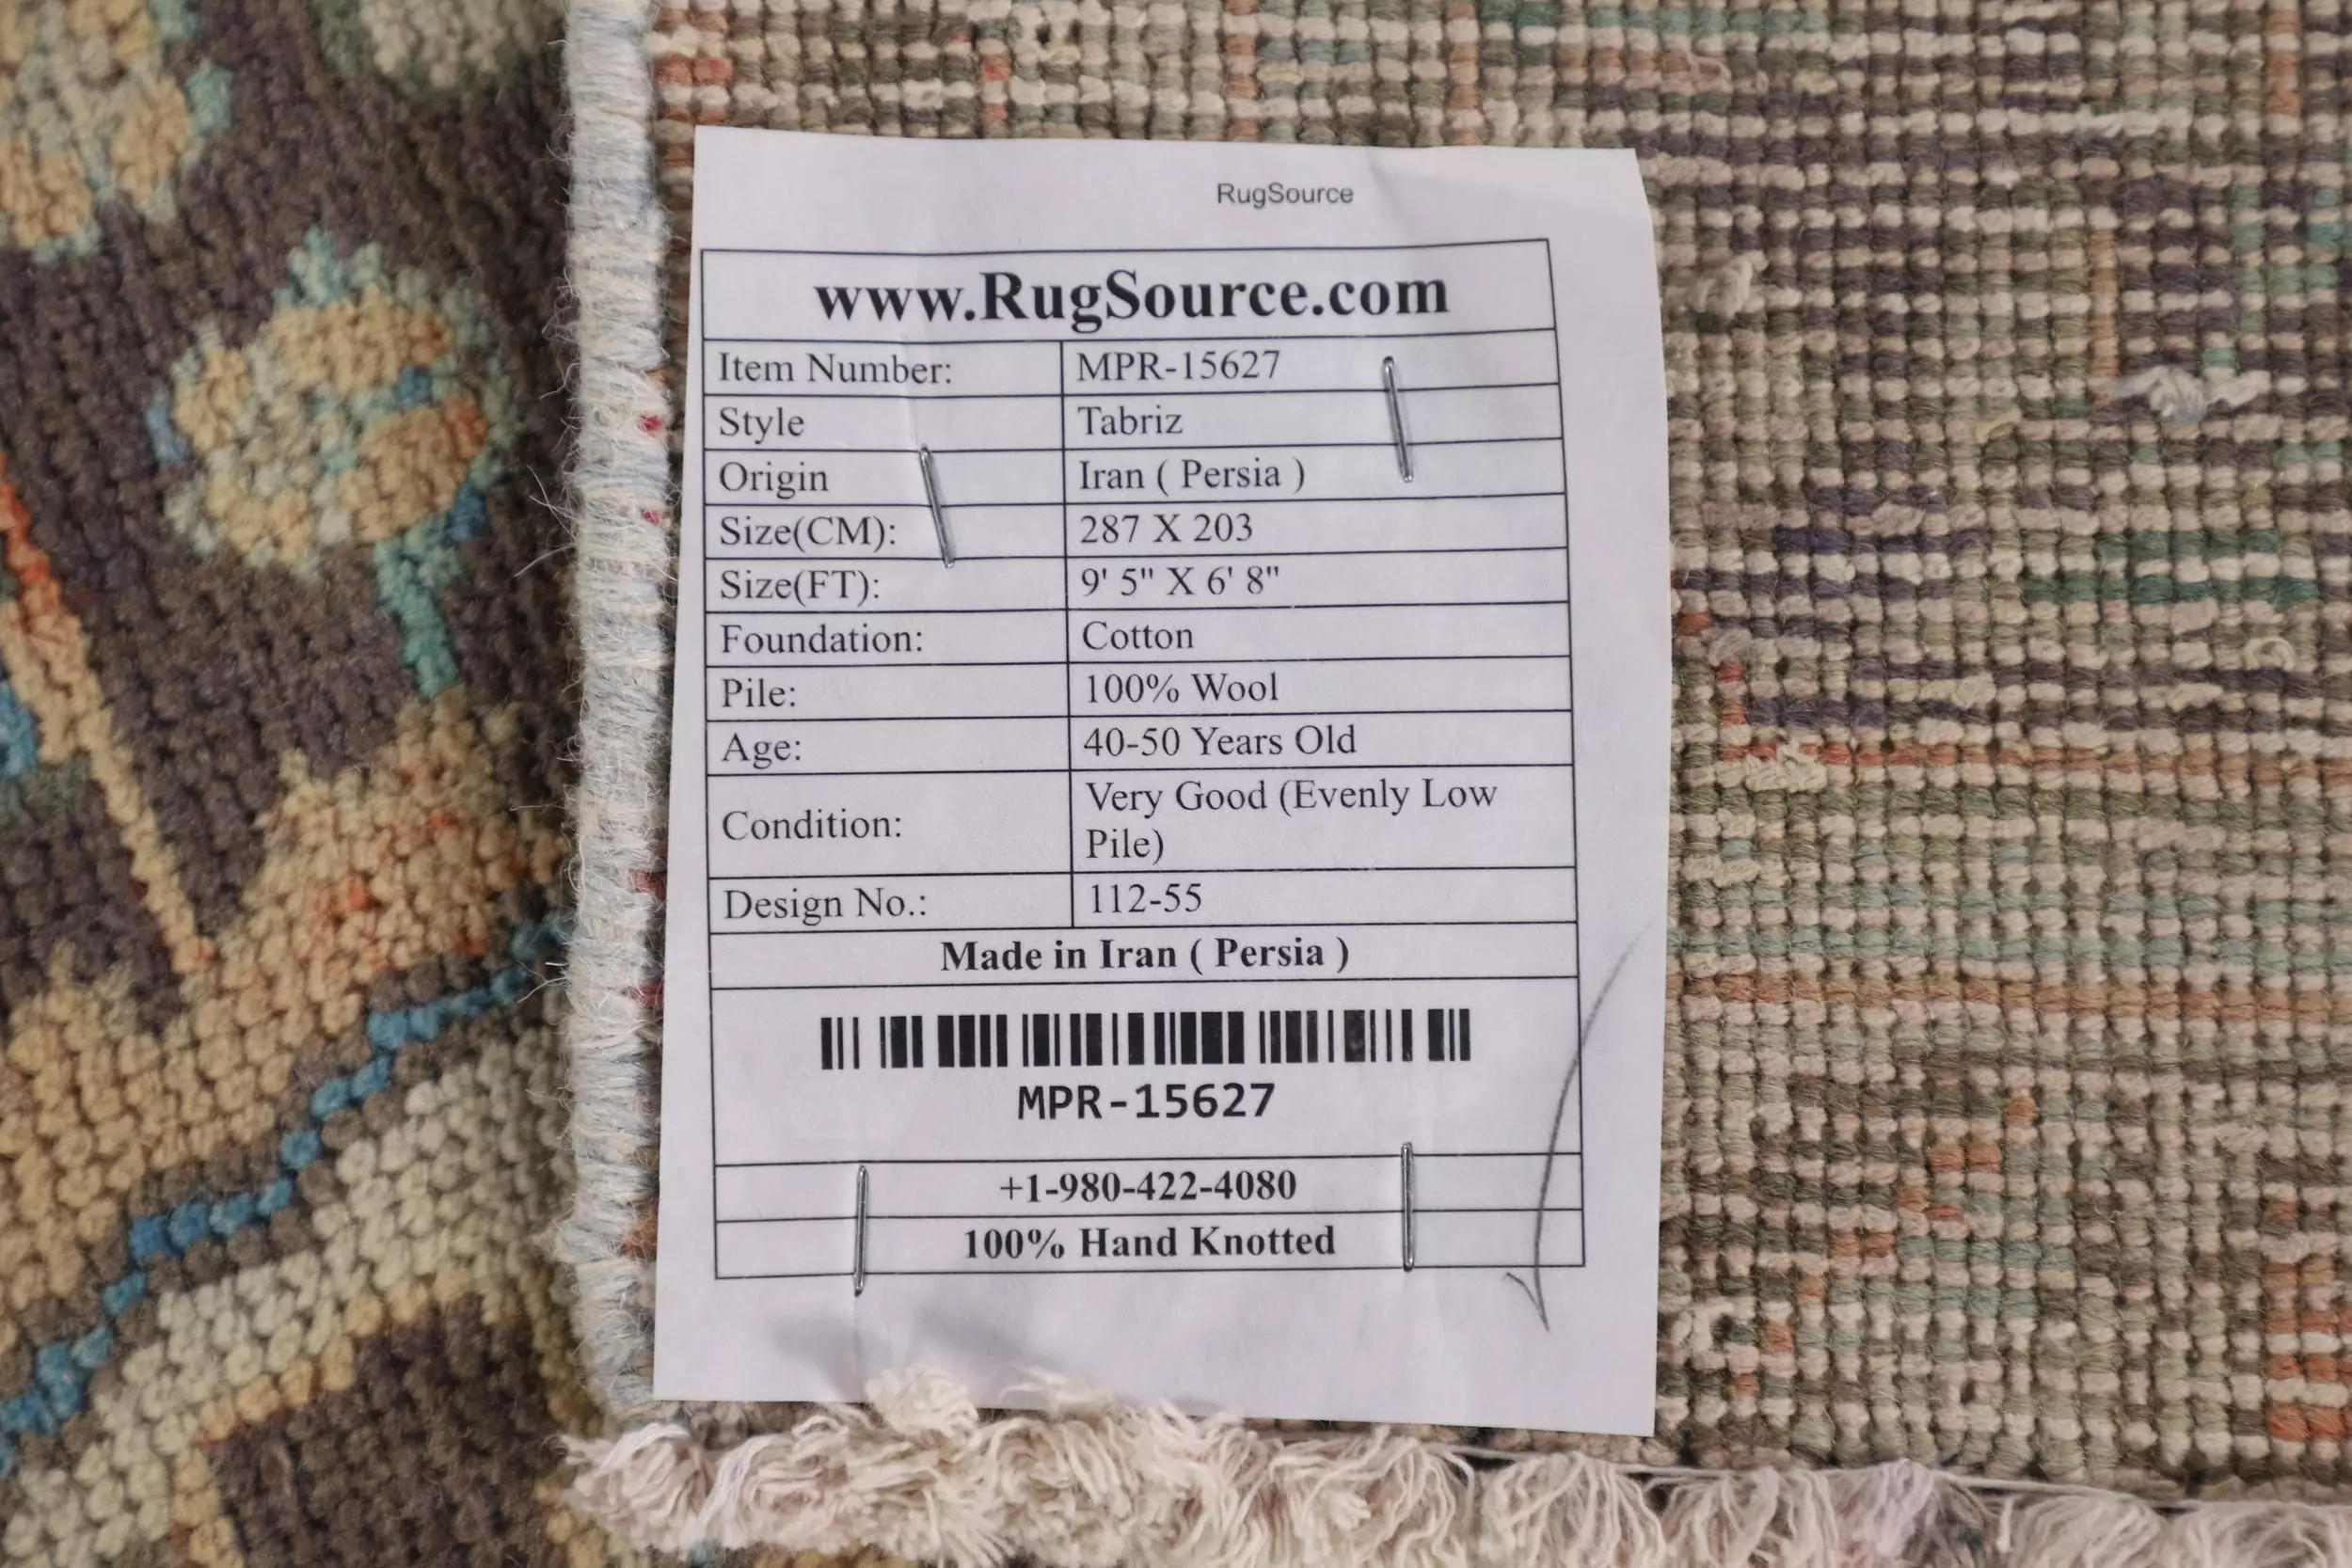 RugSource
www.RugSource.com
Item Number: MPR-15627
Style Tabriz
Origin Iran ( Persia )
Size(CM): 287 X 203
Size(FT): 9' 5" X 6' 8"
Foundation: Cotton
Pile: 100% Wool
Age: 40-50 Years Old
Condition: Very Good (Evenly Low
Pile)
Design No.: 112-55
Made in Iran ( Persia )
MPR-15627
+1-980-422-4080
100% Hand Knotted